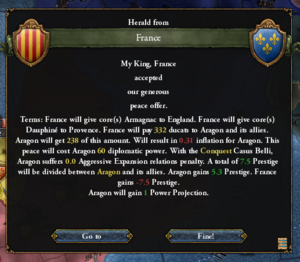 Herald from
France
My King, France
accepted
our generous
peace offer.
Terms: France will give core(s) Armagnac to England. France will give core(s)
Dauphiné to Provence. France will pay 332 ducats to Aragon and its allies.
Aragon will get 238 of this amount. Will result in 0.31 inflation for Aragon. This
peace will cost Aragon 60 diplomatic power. With the Conquest Casus Belli,
Aragon suffers 0.0 Aggressive Expansion relations penalty. A total of 7.5 Prestige
will be divided between Aragon and its allies. Aragon gains 5.3 Prestige. France
gains -7.5 Prestige.
Aragon will gain 1 Power Projection.
Go to
Fine!